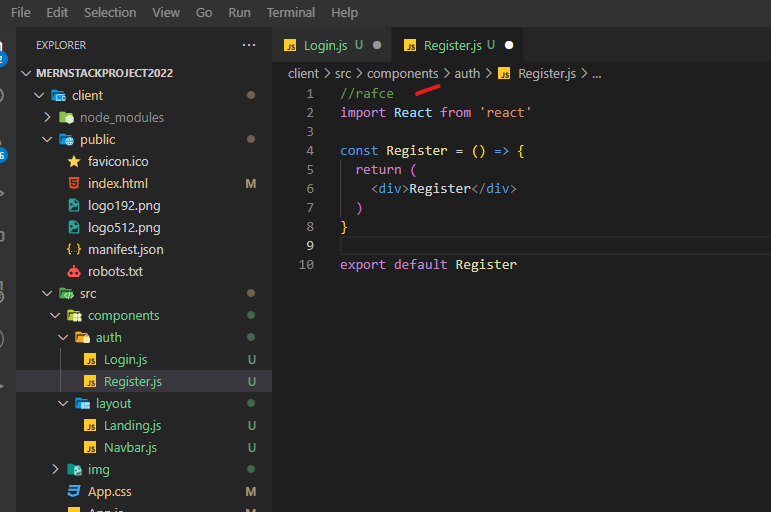 File Edit Selection View Go Run Terminal Help
EXPLORER
MERNSTACKPROJECT2022
client
node_modules
public
favicon.ico
index.html M
logo192.png
logo512.png
manifest.json
robots.txt
src
components
auth
Login.js U
Register.js U
layout
Landing.js U
Navbar.js U
img
App.css M
JS Login.js U
JS Register.js U
client > src > components > auth > JS Register.js > ...
1 //rafce
2 import React from 'react'
3
4 const Register = () => {
5 return (
6 <div>Register</div>
7 )
8 }
9
10 export default Register